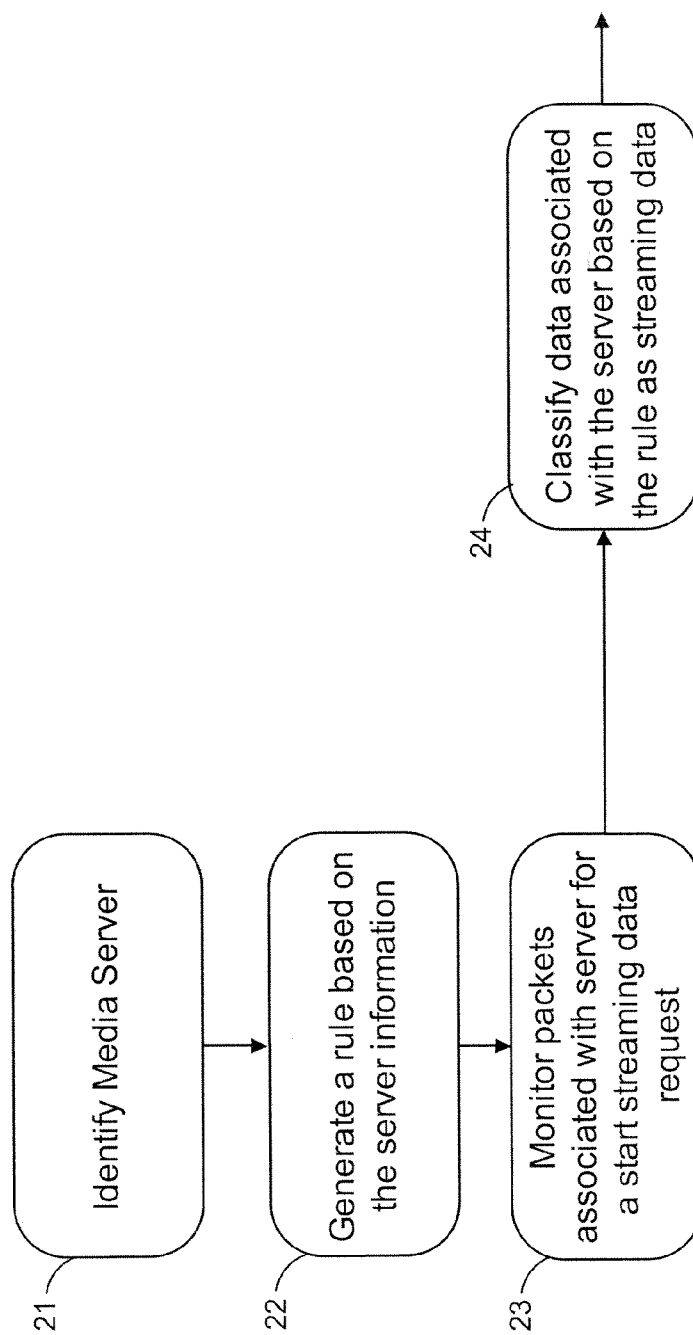 21
Identify Media Server
22
Generate a rule based on
the server information
23
Monitor packets
associated with server for
a start streaming data
request
24
Classify data associated
with the server based on
the rule as streaming data